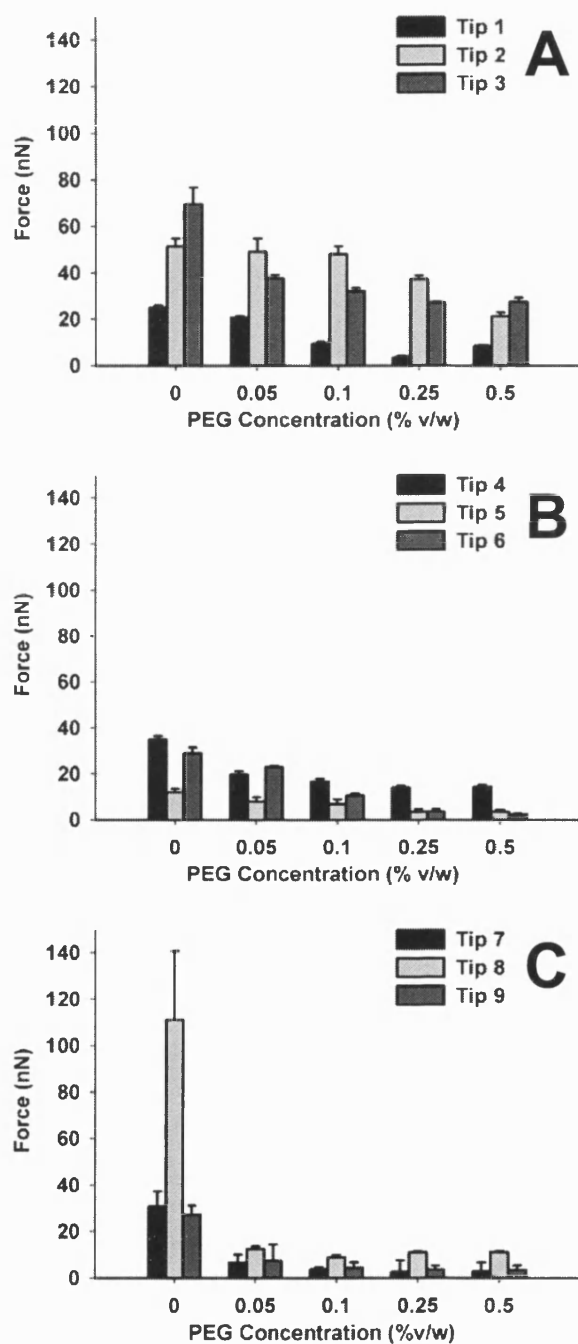 140
120
100
80
60
40
20
0
Force (nN)
Tip 1
Tip 2
Tip 3
A
0 0.05 0.1 0.25 0.5
PEG Concentration (% v/w)
140
120
100
80
60
40
20
0
Force (nN)
Tip 4
Tip 5
Tip 6
B
0 0.05 0.1 0.25 0.5
PEG Concentration (% v/w)
140
120
100
80
60
40
20
0
Force (nN)
Tip 7
Tip 8
Tip 9
C
0 0.05 0.1 0.25 0.5
PEG Concentration (%v/w)